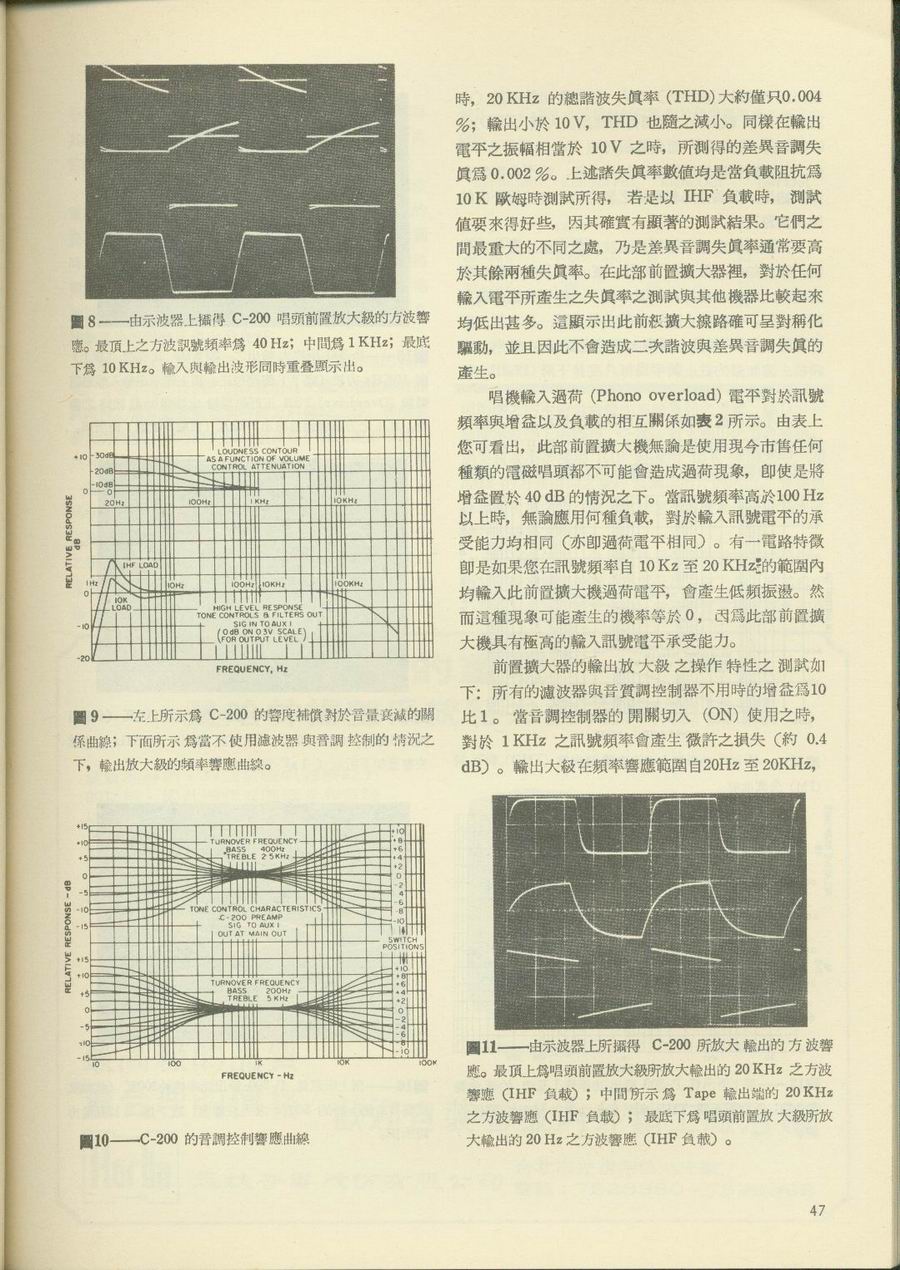 圖8——由示波器上攝得 C-200 唱頭前置放大級的方波響
應。最頂上之方波訊號頻率爲 40 Hz；中間爲 1 KHz；最底
下爲 10 KHz。輸入與輸出波形同時重叠顯示出。
+10
-30dB
-20dB
-10dB
0
0
LOUDNESS CONTOUR
AS A FUNCTION OF VOLUME
CONTROL ATTENUATION
20Hz
100Hz
1 KHz
10KHz
RELATIVE RESPONSE
dB
IHF LOAD
1Hz
10Hz
100Hz
10KHz
100KHz
0
10K
LOAD
HIGH LEVEL RESPONSE
TONE CONTROLS & FILTERS OUT
SIG IN TO AUX 1
(0dB ON 0.3V SCALE)
(FOR OUTPUT LEVEL)
-10
-20
FREQUENCY, Hz
圖9——左上所示爲 C-200 的響度補償對於音量衰減的關
係曲線；下面所示爲當不使用濾波器與音調控制的情況之
下，輸出放大級的頻率響應曲線。
+15
+10
+5
0
-5
-10
-15
+15
+10
+5
0
-5
-10
-15
RELATIVE RESPONSE - dB
TURNOVER FREQUENCY
BASS 400Hz
TREBLE 2.5KHz
TONE CONTROL CHARACTERISTICS
C-200 PREAMP
SIG TO AUX 1
OUT AT MAIN OUT
TURNOVER FREQUENCY
BASS 200Hz
TREBLE 5KHz
+10
+8
+6
+4
+2
0
-2
-4
-6
-8
-10
SWITCH
POSITIONS
+10
+8
+6
+4
+2
0
-2
-4
-6
-8
-10
10
100
1K
10K
100K
FREQUENCY - Hz
圖10——C-200 的音調控制響應曲線
時，20 KHz 的總諧波失眞率 (THD) 大約僅只0.004
%；輸出小於 10 V，THD 也隨之減小。同樣在輸出
電平之振幅相當於 10 V 之時，所測得的差異音調失
眞爲 0.002 %。上述諸失眞率數值均是當負載阻抗爲
10 K 歐姆時測試所得，若是以 IHF 負載時，測試
値要來得好些，因其確實有顯著的測試結果。它們之
間最重大的不同之處，乃是差異音調失眞率通常要高
於其餘兩種失眞率。在此部前置擴大器裡，對於任何
輸入電平所產生之失眞率之測試與其他機器比較起來
均低出甚多。這顯示出此前級擴大線路確可呈對稱化
驅動，並且因此不會造成二次諧波與差異音調失眞的
產生。
唱機輸入過荷 (Phono overload) 電平對於訊號
頻率與增益以及負載的相互關係如表 2 所示。由表上
您可看出，此部前置擴大機無論是使用現今市售任何
種類的電磁唱頭都不可能會造成過荷現象，卽使是將
增益置於 40 dB 的情況之下。當訊號頻率高於100 Hz
以上時，無論應用何種負載，對於輸入訊號電平的承
受能力均相同（亦卽過荷電平相同）。有一電路特徵
卽是如果您在訊號頻率自 10 Kz 至 20 KHz的範圍內
均輸入此前置擴大機過荷電平，會產生低頻振盪。然
而這種現象可能產生的機率等於 0，因爲此部前置擴
大機具有極高的輸入訊號電平承受能力。
前置擴大器的輸出放大級之操作特性之測試如
下：所有的濾波器與音質調控制器不用時的增益爲10
比 1。當音調控制器的開關切入 (ON) 使用之時，
對於 1 KHz 之訊號頻率會產生微許之損失（約 0.4
dB）。輸出大級在頻率響應範圍自20Hz 至 20KHz，
圖11——由示波器上所攝得 C-200 所放大輸出的方波響
應。最頂上爲唱頭前置放大級所放大輸出的 20 KHz 之方波
響應（IHF 負載）；中間所示爲 Tape 輸出端的 20 KHz
之方波響應（IHF 負載）；最底下爲唱頭前置放大級所放
大輸出的 20 Hz 之方波響應（IHF 負載）。
47